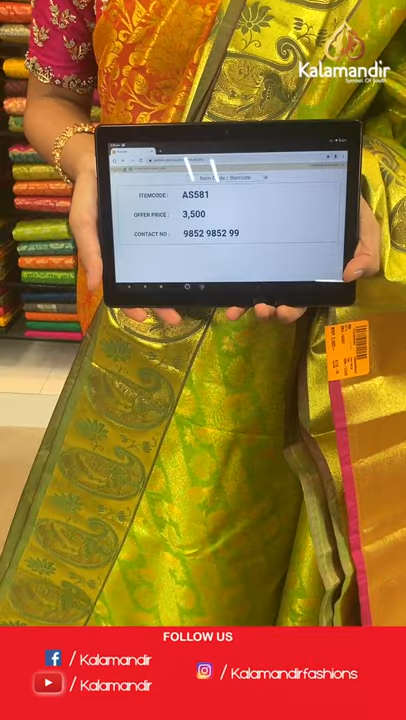 Kalamandir
Symbol Of South
Item Code / Barcode
ITEMCODE : AS581
OFFER PRICE : 3,500
CONTACT NO : 9852 9852 99
FOLLOW US
/ Kalamandir
/ Kalamandirfashions
/ Kalamandir